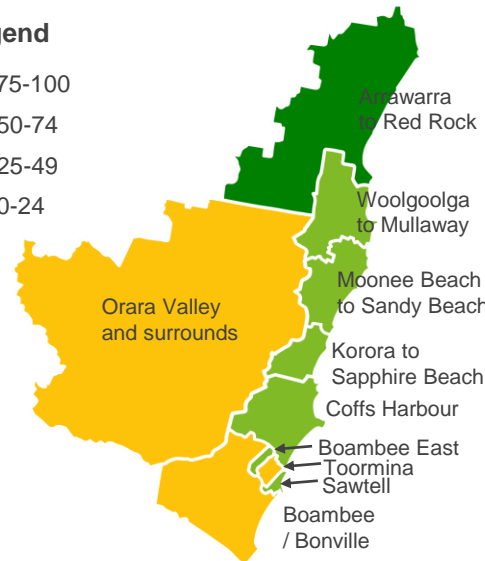 gend
75-100
50-74
25-49
0-24
Arrawarra
to Red Rock
Woolgoolga
to Mullaway
Moonee Beach
to Sandy Beach
Orara Valley
and surrounds
Korora to
Sapphire Beach
Coffs Harbour
Boambee East
Toormina
Sawtell
Boambee
/ Bonville